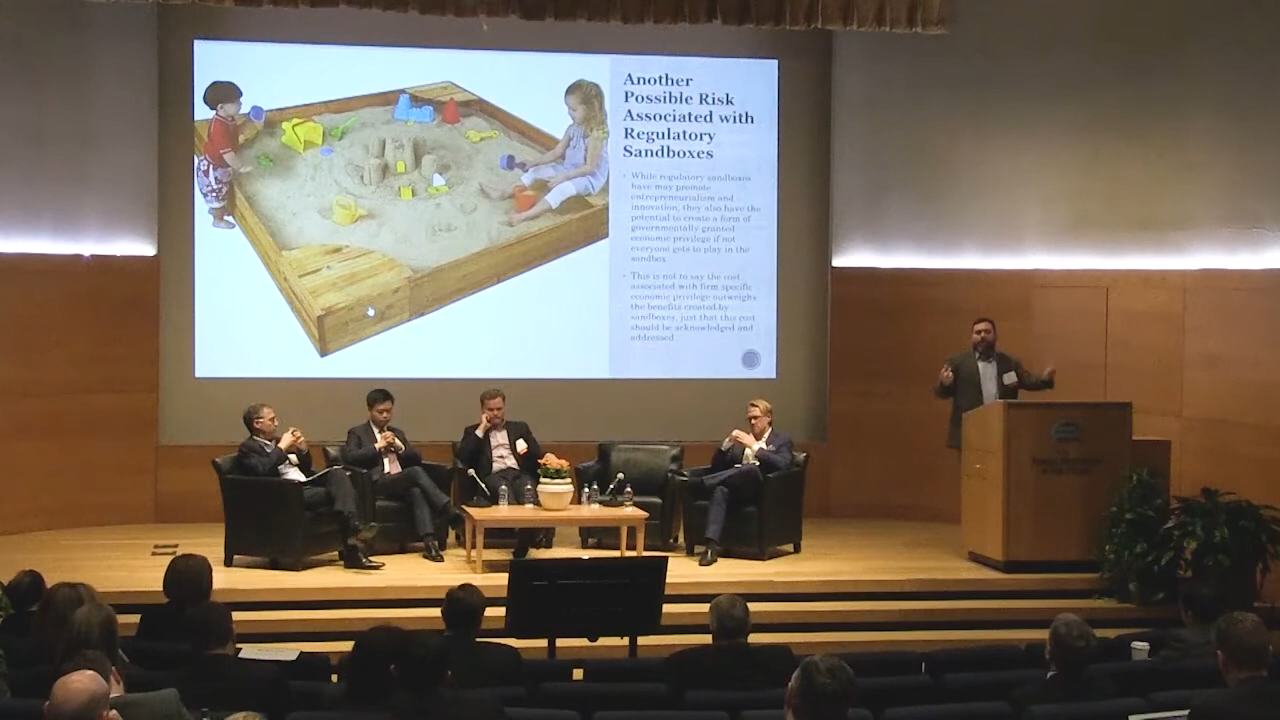 Another
Possible Risk
Associated with
Regulatory
Sandboxes
While regulatory sandboxes
have may promote
entrepreneurialism and
innovation, they also have the
potential to create a form of
governmentally granted
economic privilege if not
everyone gets to play in the
sandbox.
This is not to say the cost
associated with firm specific
economic privilege outweighs
the benefits created by
sandboxes, just that this cost
should be acknowledged and
addressed.